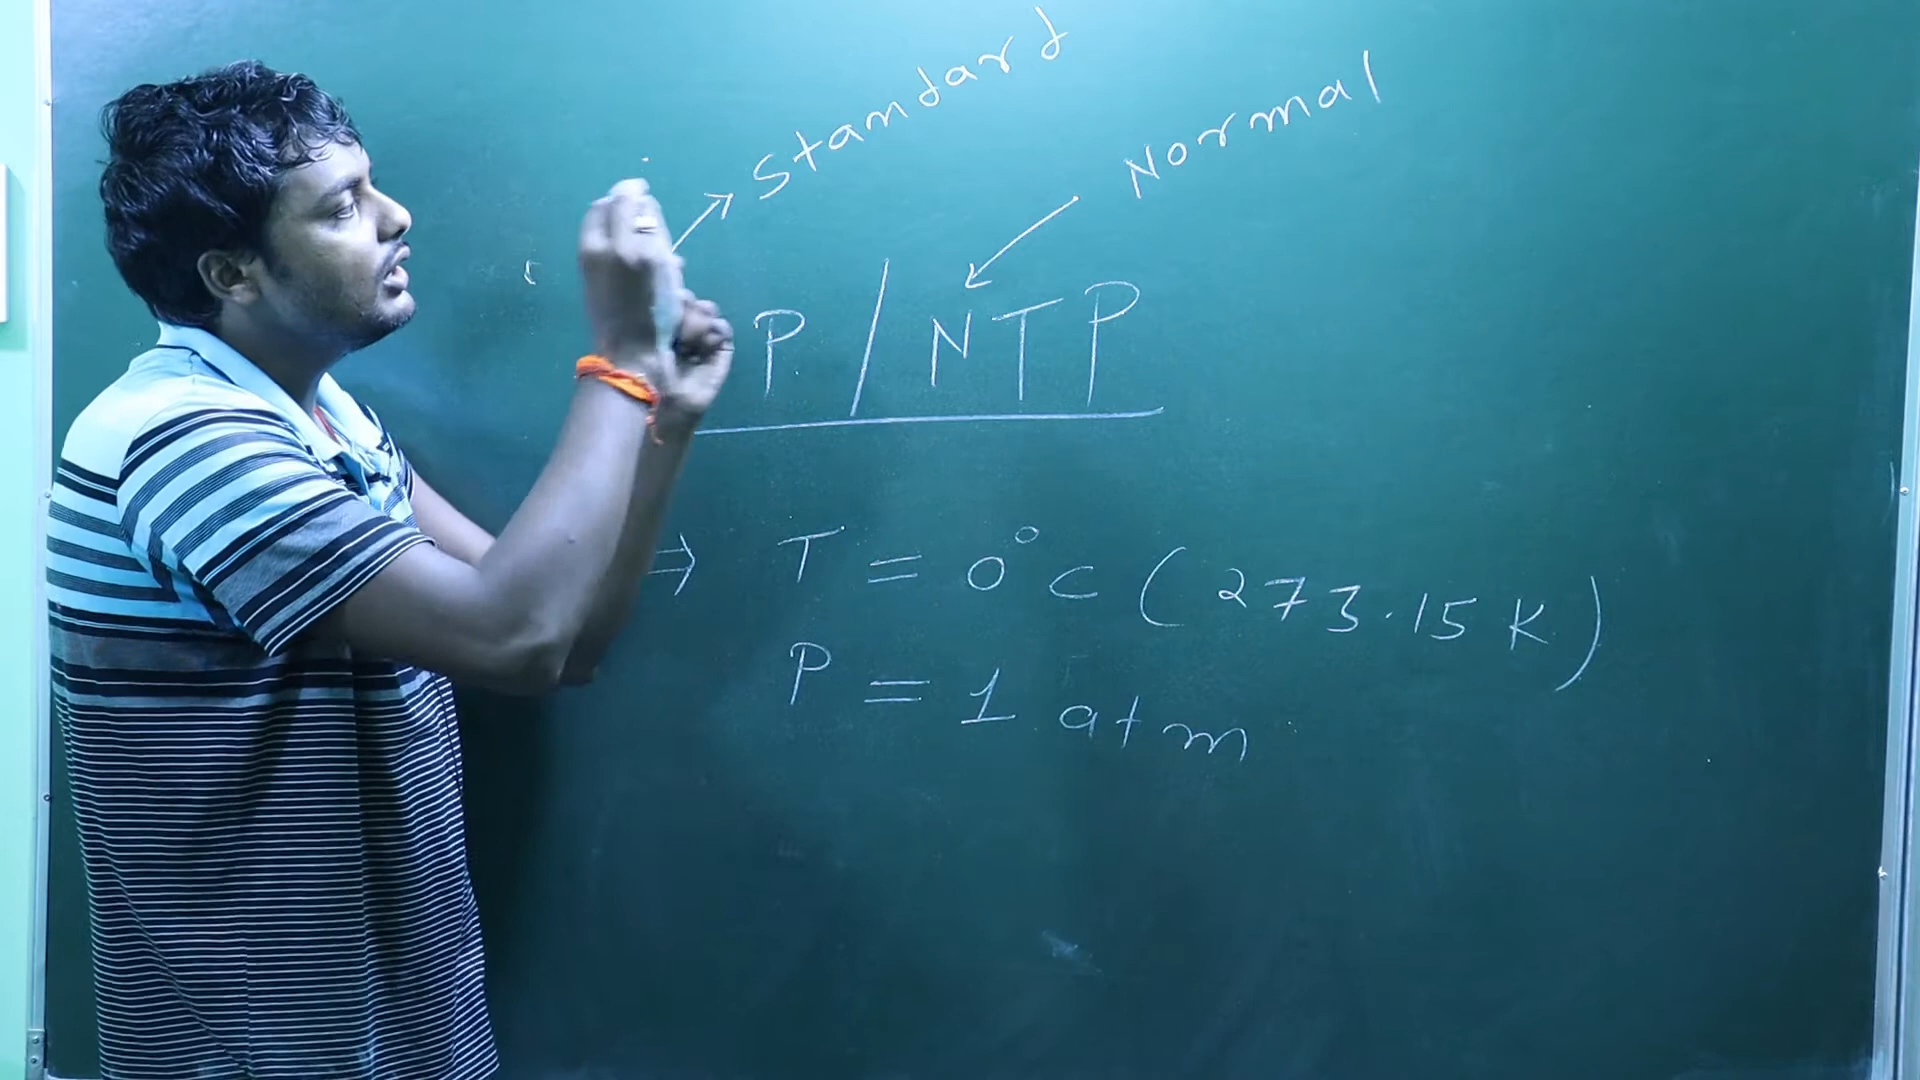 Standard
Normal
P / NTP
⇒ T = 0°C (273.15 K)
P = 1 atm